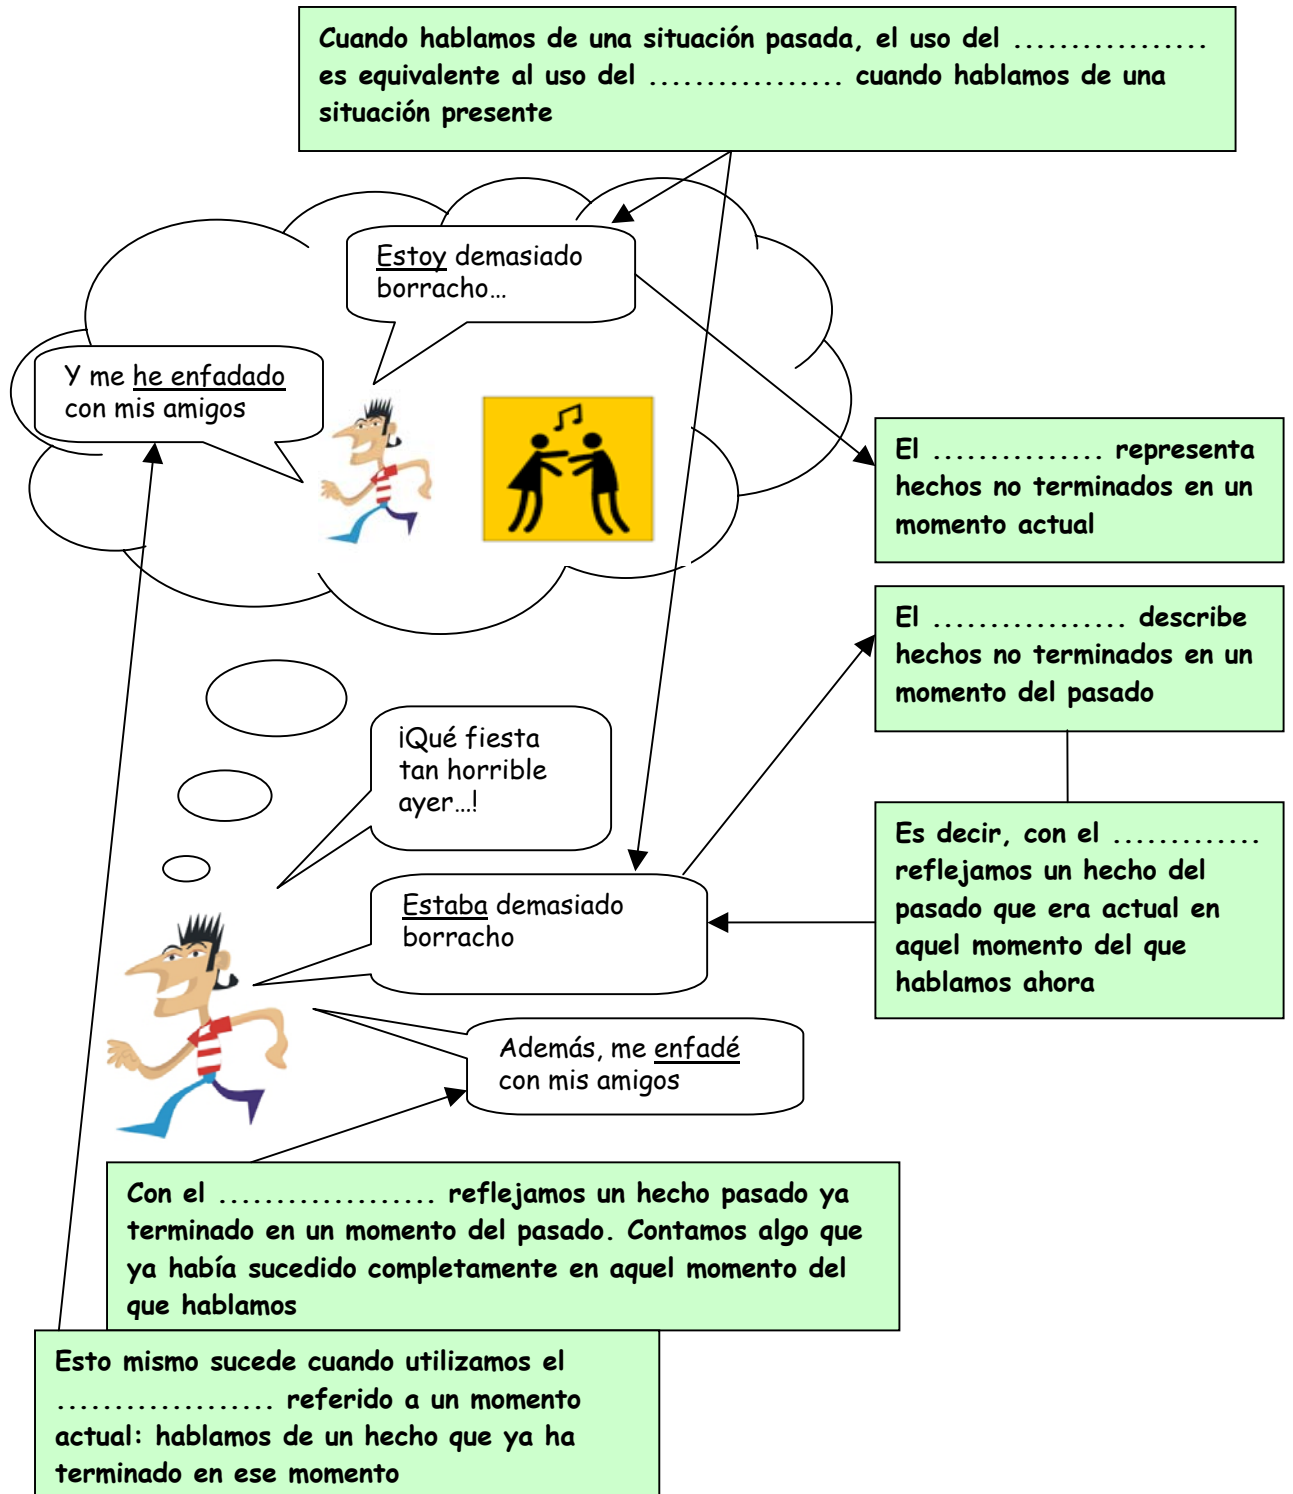 Cuando hablamos de una situación pasada, el uso del .................
es equivalente al uso del ................. cuando hablamos de una
situación presente
Estoy demasiado
borracho...
Y me he enfadado
con mis amigos
El ............... representa
hechos no terminados en un
momento actual
El ................. describe
hechos no terminados en un
momento del pasado
¡Qué fiesta
tan horrible
ayer...!
Es decir, con el .............
reflejamos un hecho del
pasado que era actual en
aquel momento del que
hablamos ahora
Estaba demasiado
borracho
Además, me enfadé
con mis amigos
Con el ................... reflejamos un hecho pasado ya
terminado en un momento del pasado. Contamos algo que
ya había sucedido completamente en aquel momento del
que hablamos
Esto mismo sucede cuando utilizamos el
................... referido a un momento
actual: hablamos de un hecho que ya ha
terminado en ese momento